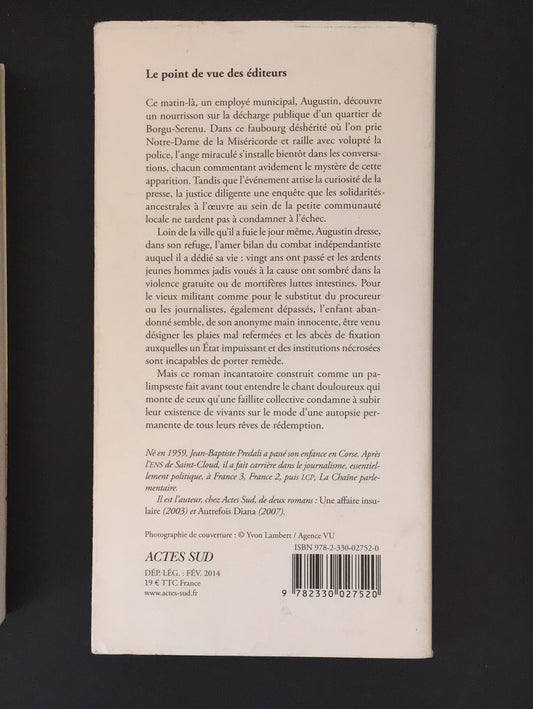 Le point de vue des éditeurs
Ce matin-là, un employé municipal, Augustin, découvre
un nourrisson sur la décharge publique d'un quartier de
Borgu-Serenu. Dans ce faubourg déshérité où l'on prie
Notre-Dame de la Miséricorde et raille avec volupté la
police, l'ange miraculé s'installe bientôt dans les conversa-
tions, chacun commentant avidement le mystère de cette
apparition. Tandis que l'événement attise la curiosité de la
presse, la justice diligente une enquête que les solidarités
ancestrales à l'œuvre au sein de la petite communauté
locale ne tardent pas à condamner à l'échec.
Loin de la ville qu'il a fuie le jour même, Augustin dresse,
dans son refuge, l'amer bilan du combat indépendantiste
auquel il a dédié sa vie : vingt ans ont passé et les ardents
jeunes hommes jadis voués à la cause ont sombré dans la
violence gratuite ou de mortifères luttes intestines. Pour
le vieux militant comme pour le substitut du procureur
ou les journalistes, également dépassés, l'enfant aban-
donné semble, de son anonyme main innocente, être venu
désigner les plaies mal refermées et les abcès de fixation
auxquelles un État impuissant et des institutions nécrosées
sont incapables de porter remède.
Mais ce roman incantatoire construit comme un pa-
limpseste fait avant tout entendre le chant douloureux qui
monte de ceux qu'une faillite collective condamne à subir
leur existence de vivants sur le mode d'une autopsie per-
manente de tous leurs rêves de rédemption.
Né en 1959, Jean-Baptiste Predali a passé son enfance en Corse. Après
l'ENS de Saint-Cloud, il a fait carrière dans le journalisme, essentiel-
lement politique, à France 3, France 2, puis LCP, La Chaîne parle-
mentaire.
Il est l'auteur, chez Actes Sud, de deux romans : Une affaire insu-
laire (2003) et Autrefois Diana (2007).
Photographie de couverture : © Yvon Lambert / Agence VU
ACTES SUD
DÉP. LÉG. : FÉV. 2014
19 € TTC France
www.actes-sud.fr
ISBN 978-2-330-02752-0
9 782330 027520